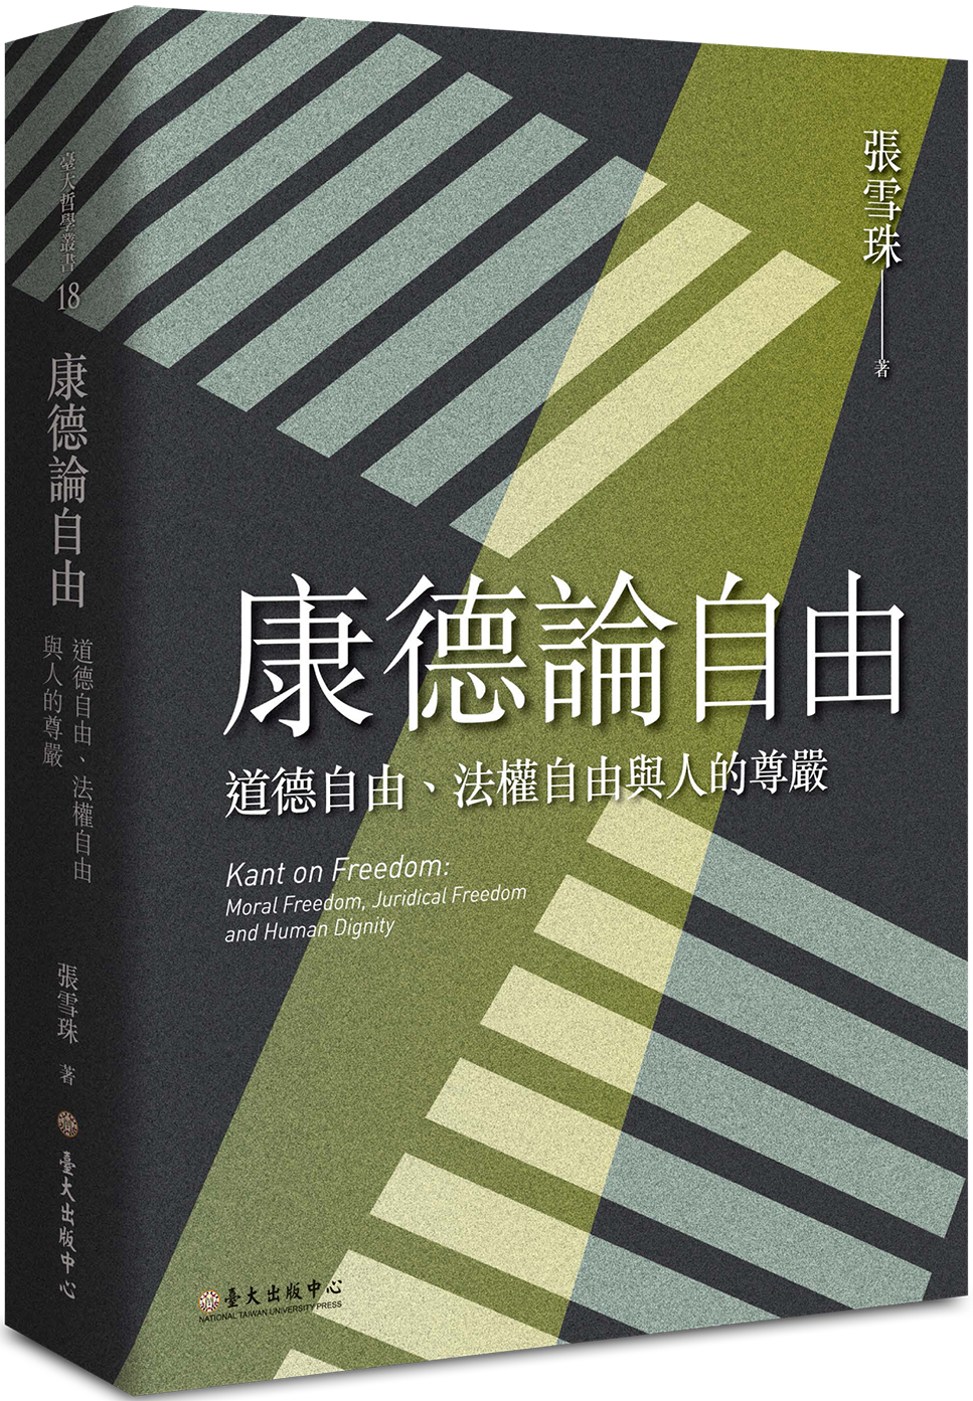 臺大哲學叢書
18
康德論自由
道德自由、法權自由
與人的尊嚴
張雪珠 著
臺大出版中心
張雪珠
著
康德論自由
道德自由、法權自由與人的尊嚴
Kant on Freedom:
Moral Freedom, Juridical Freedom
and Human Dignity
臺大出版中心
NATIONAL TAIWAN UNIVERSITY PRESS